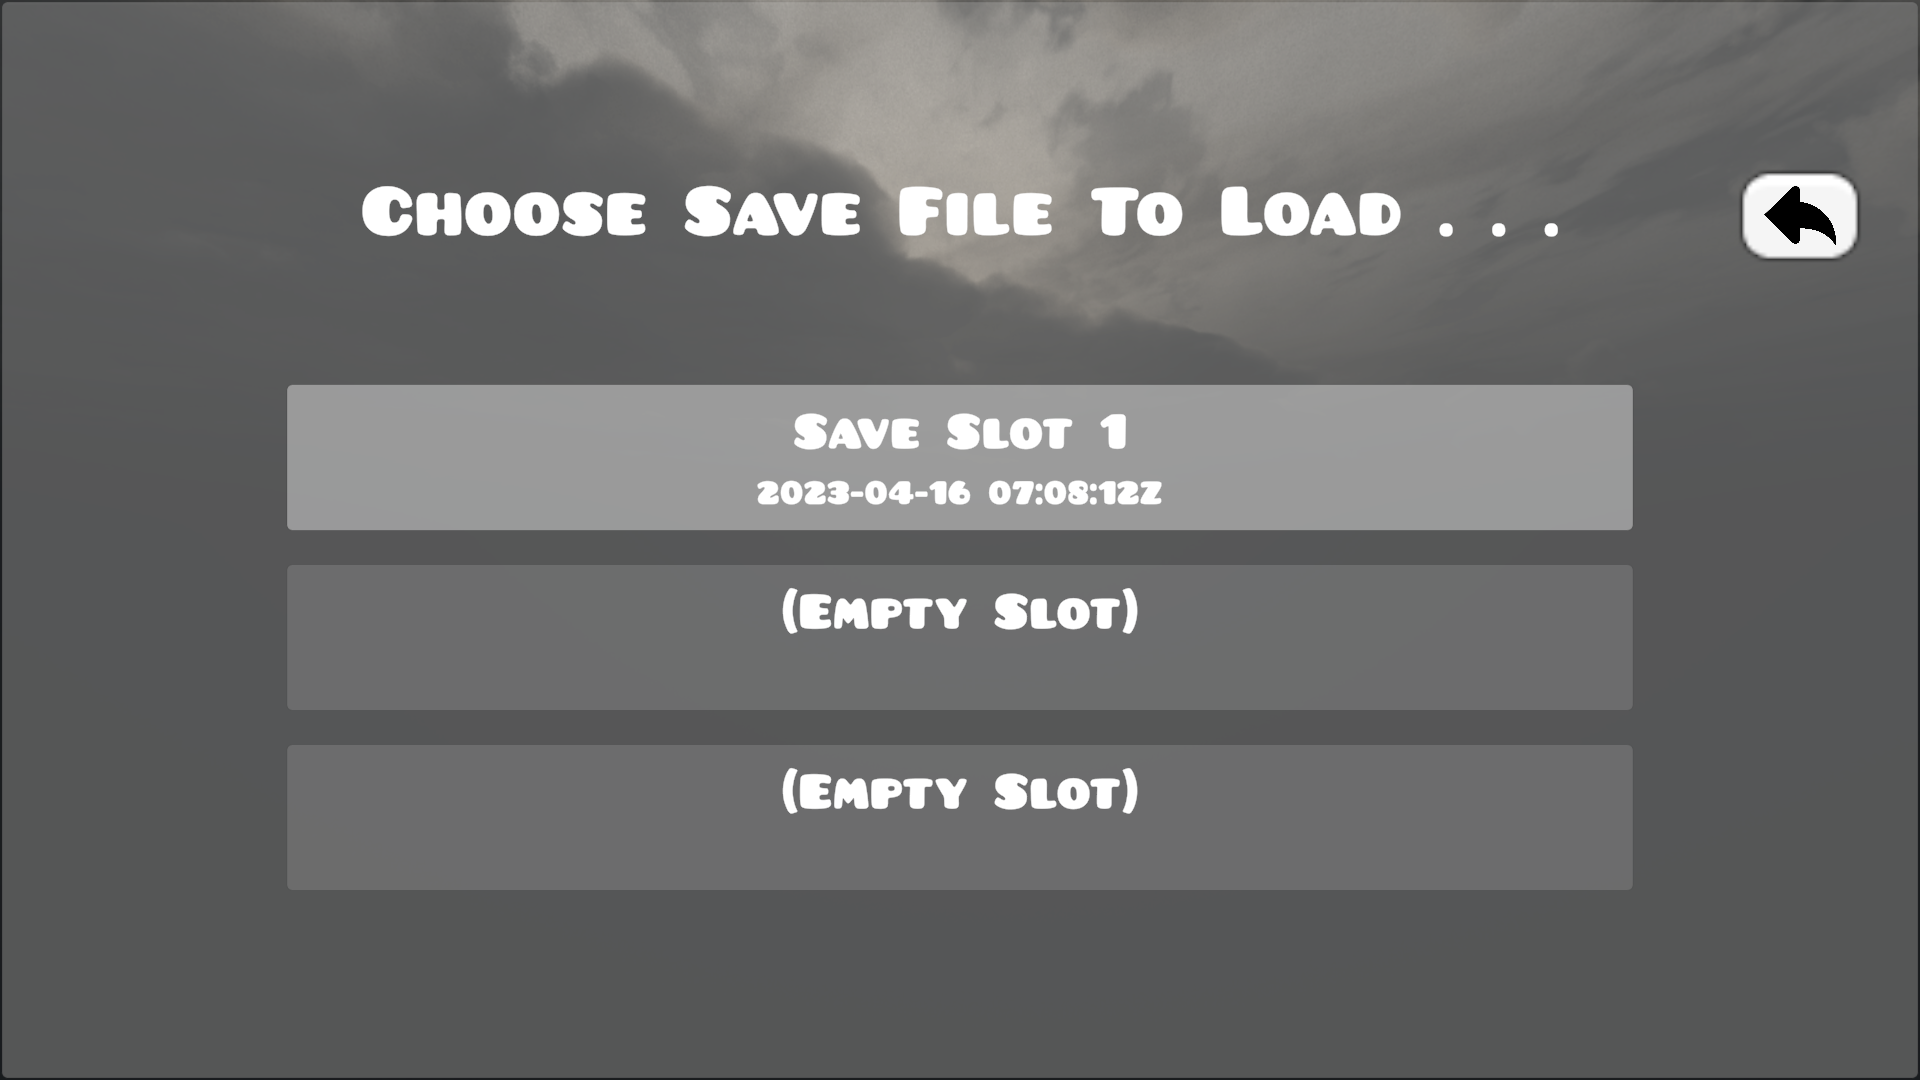 Choose Save File To Load . . .
Save Slot 1
2023-04-16 07:08:12Z
(Empty Slot)
(Empty Slot)